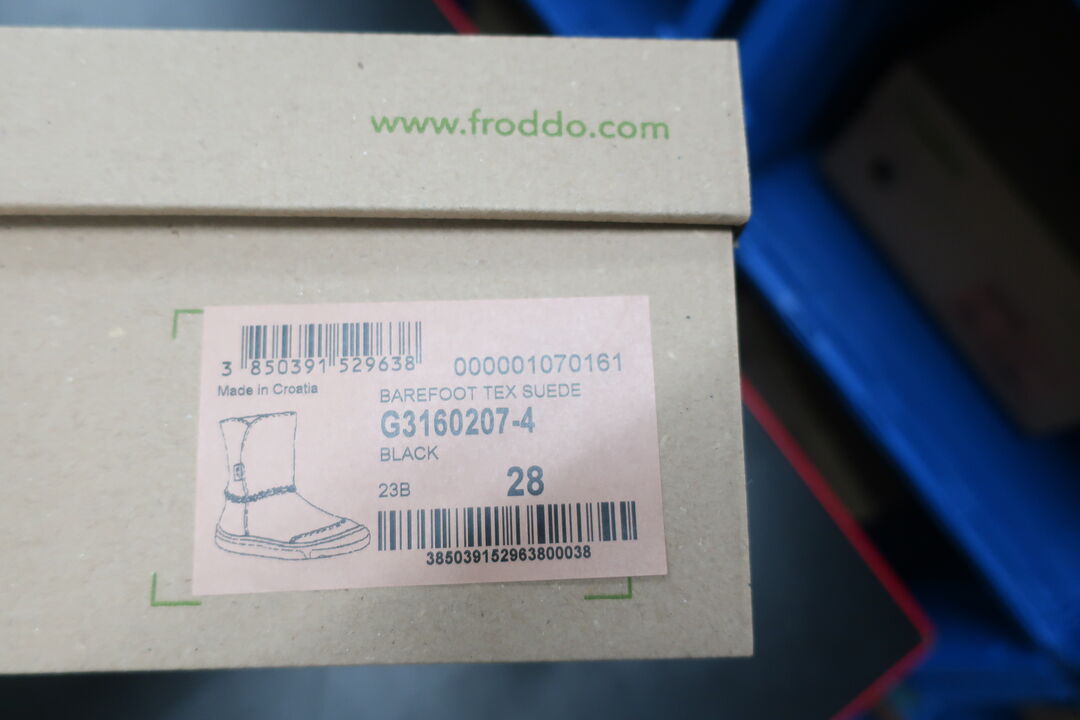 www.froddo.com
3 850391 529638
000001070161
Made in Croatia
BAREFOOT TEX SUEDE
G3160207-4
BLACK
23B
28
385039152963800038